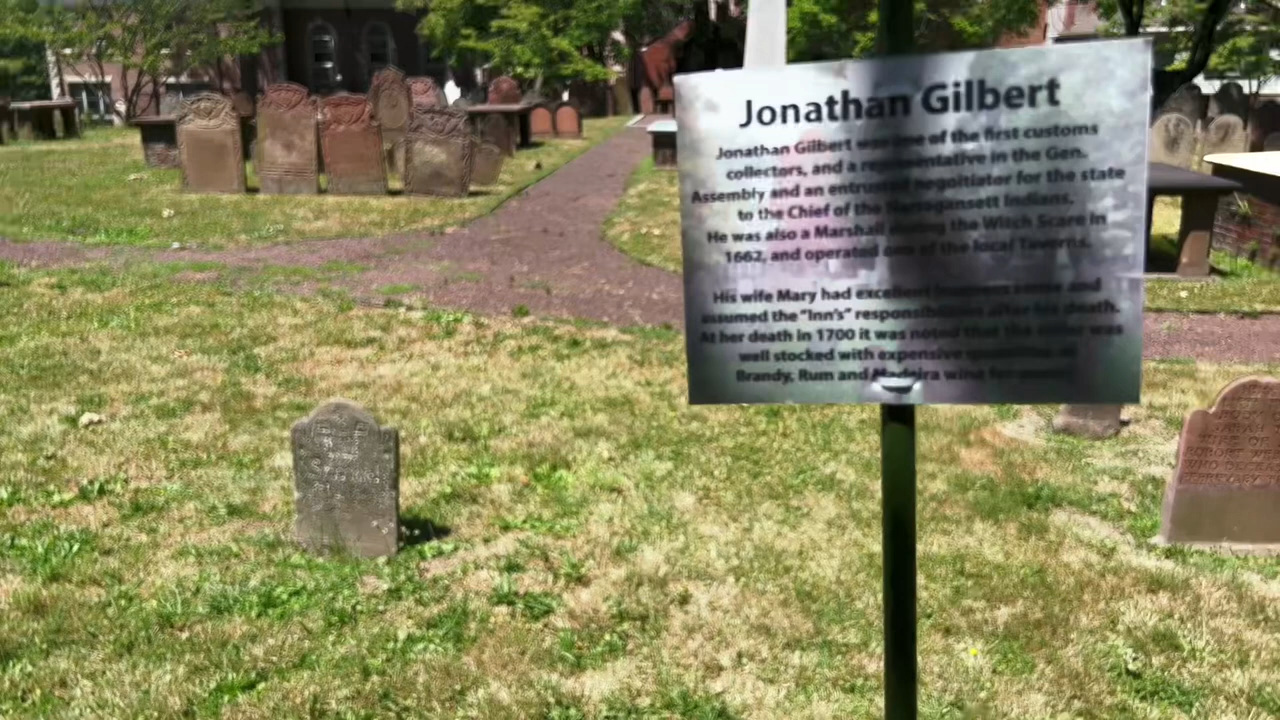 Jonathan Gilbert
Jonathan Gilbert was one of the first customs
collectors, and a representative in the Gen.
Assembly and an entrusted negoitiator for the state
to the Chief of the Narragansett Indians.
He was also a Marshall during the Witch Scare in
1662, and operated one of the local Taverns.
His wife Mary had excellent business sense and
assumed the "Inn's" responsibilities after his death.
At her death in 1700 it was noted that the cellar was
well stocked with expensive
Brandy, Rum and Madeira wine
WIFE OF
WHO DECE